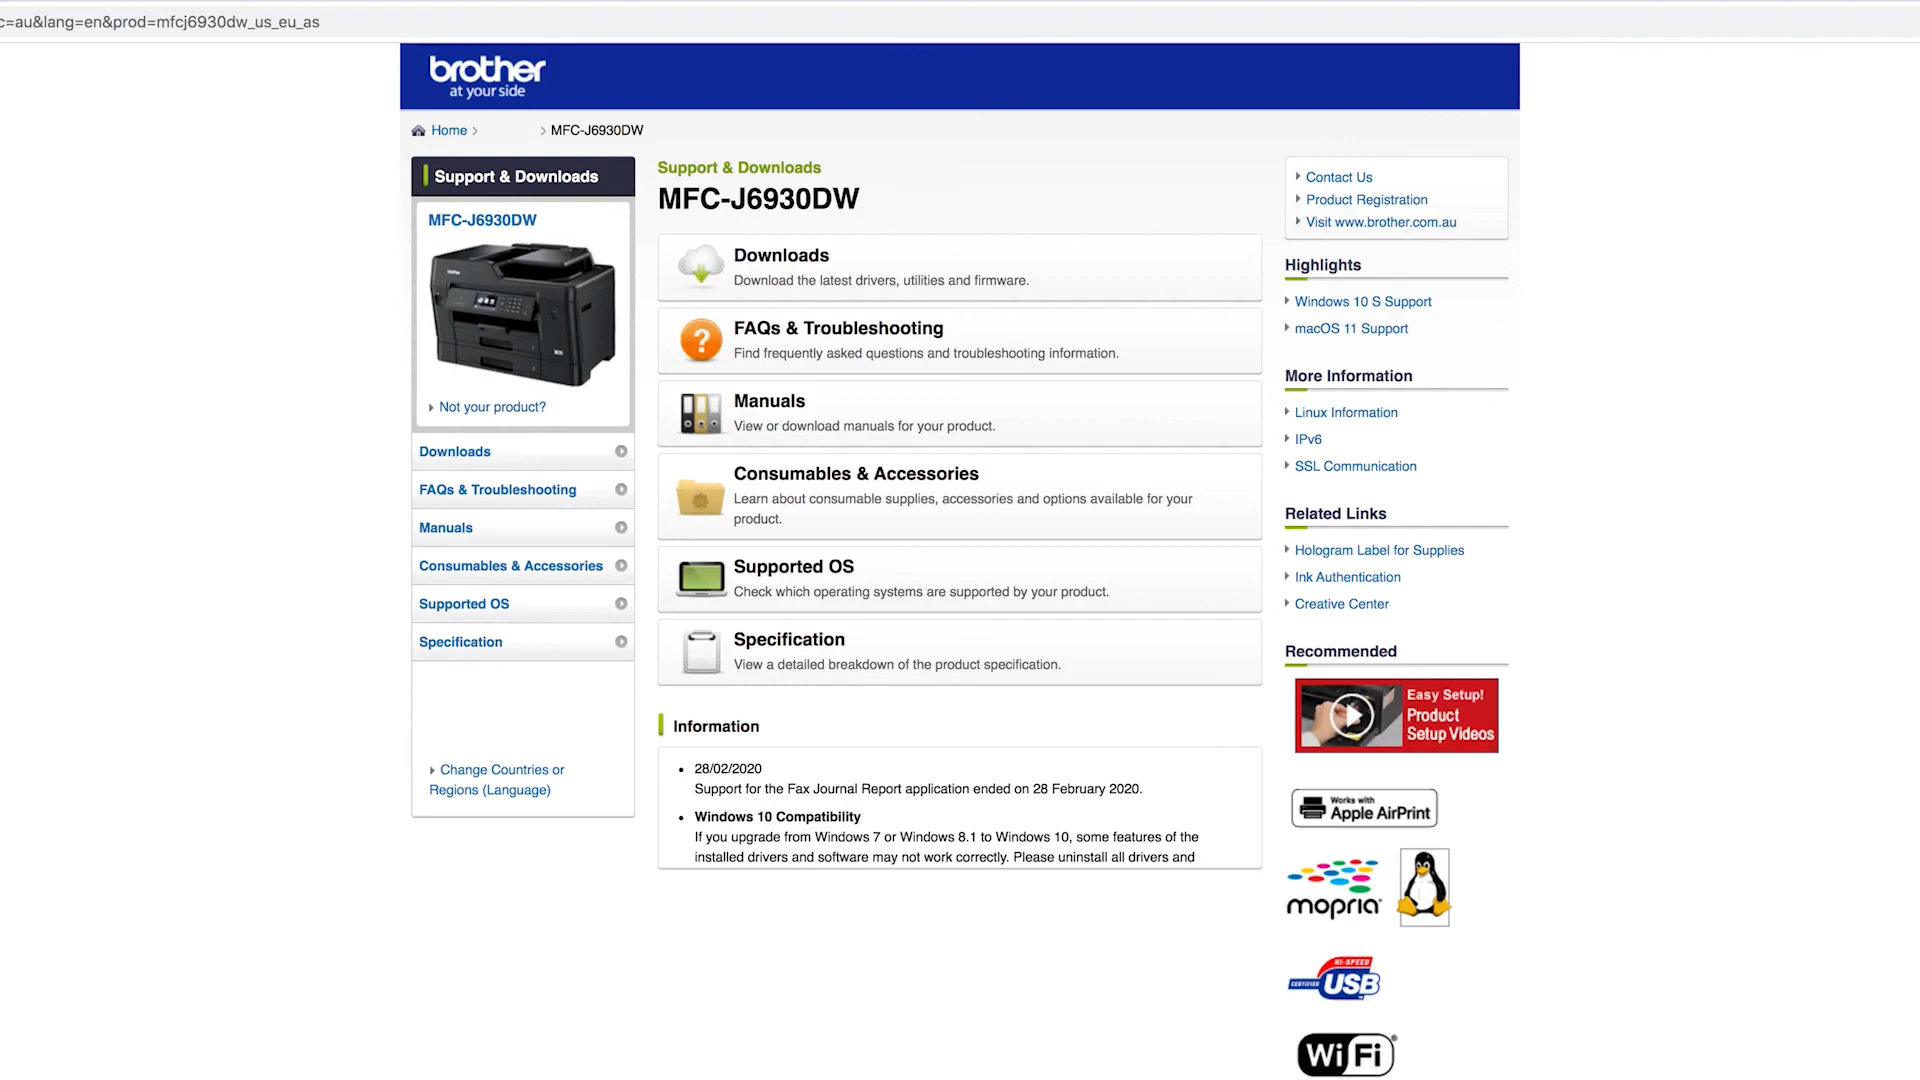 c=au&lang=en&prod=mfcj6930dw_us_eu_as
brother
at your side
Home > > MFC-J6930DW
Support & Downloads
MFC-J6930DW
Not your product?
Downloads
FAQs & Troubleshooting
Manuals
Consumables & Accessories
Supported OS
Specification
Change Countries or
Regions (Language)
Support & Downloads
MFC-J6930DW
Downloads
Download the latest drivers, utilities and firmware.
FAQs & Troubleshooting
Find frequently asked questions and troubleshooting information.
Manuals
View or download manuals for your product.
Consumables & Accessories
Learn about consumable supplies, accessories and options available for your
product.
Supported OS
Check which operating systems are supported by your product.
Specification
View a detailed breakdown of the product specification.
Information
• 28/02/2020
Support for the Fax Journal Report application ended on 28 February 2020.
• Windows 10 Compatibility
If you upgrade from Windows 7 or Windows 8.1 to Windows 10, some features of the
installed drivers and software may not work correctly. Please uninstall all drivers and
Contact Us
Product Registration
Visit www.brother.com.au
Highlights
Windows 10 S Support
macOS 11 Support
More Information
Linux Information
IPv6
SSL Communication
Related Links
Hologram Label for Supplies
Ink Authentication
Creative Center
Recommended
Easy Setup!
Product
Setup Videos
Works with
Apple AirPrint
mopria
HI-SPEED
CERTIFIED USB
Wi Fi